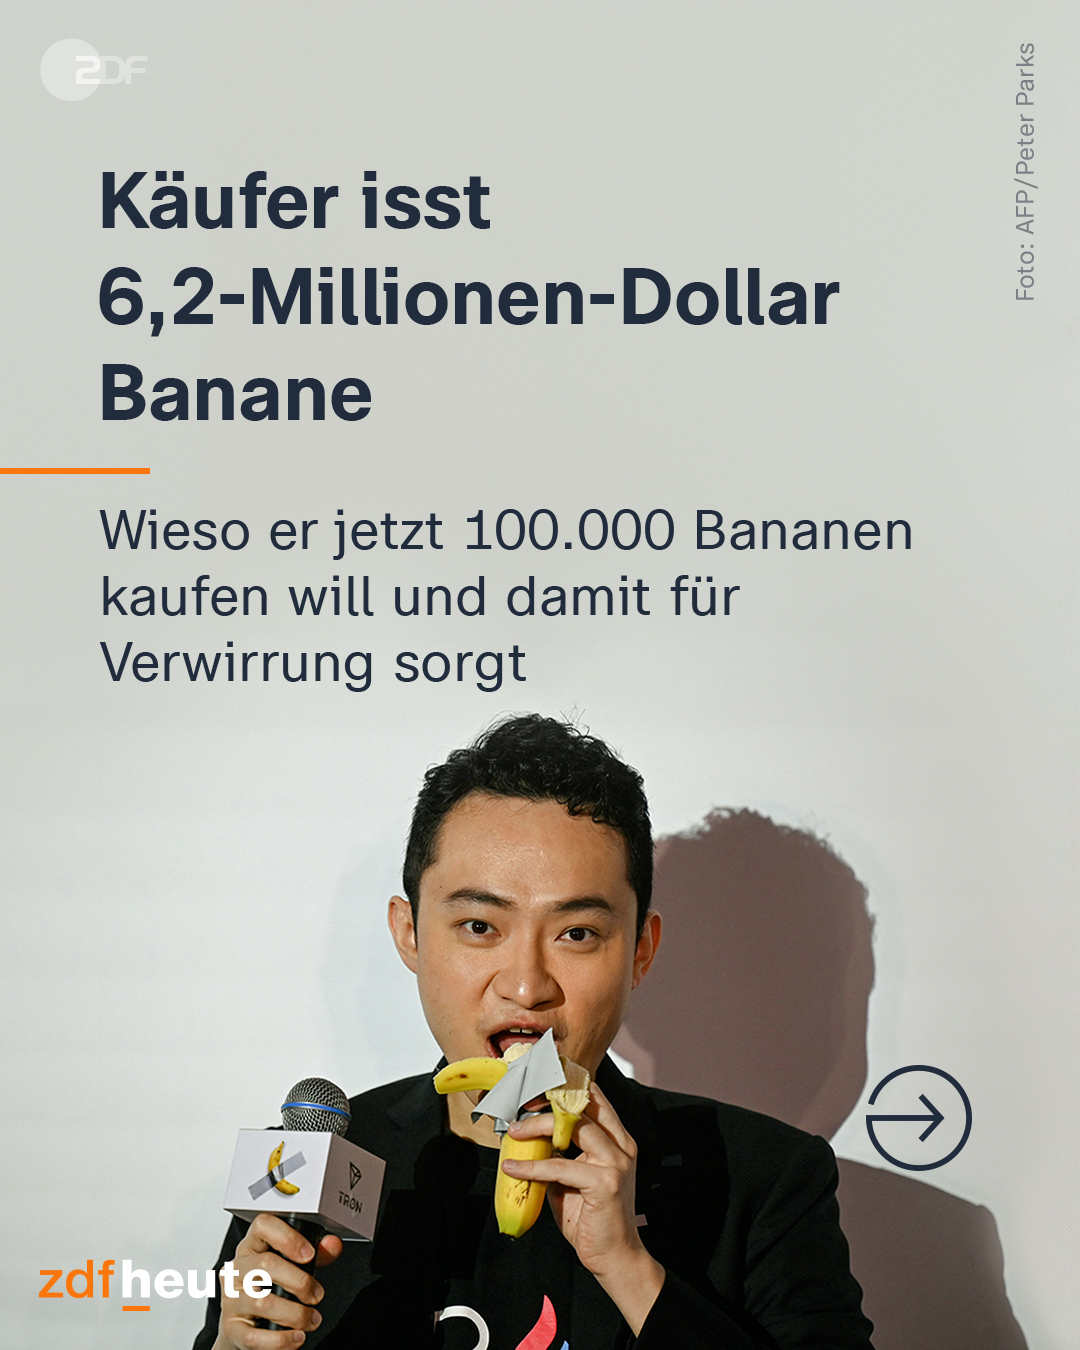 ZDF
Foto: AFP/Peter Parks
Käufer isst
6,2-Millionen-Dollar
Banane
Wieso er jetzt 100.000 Bananen
kaufen will und damit für
Verwirrung sorgt
TRON
zdfheute